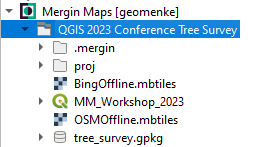 Mergin Maps [geomenke]
QGIS 2023 Conference Tree Survey
.mergin
proj
BingOffline.mbtiles
MM_Workshop_2023
OSMOffline.mbtiles
tree_survey.gpkg